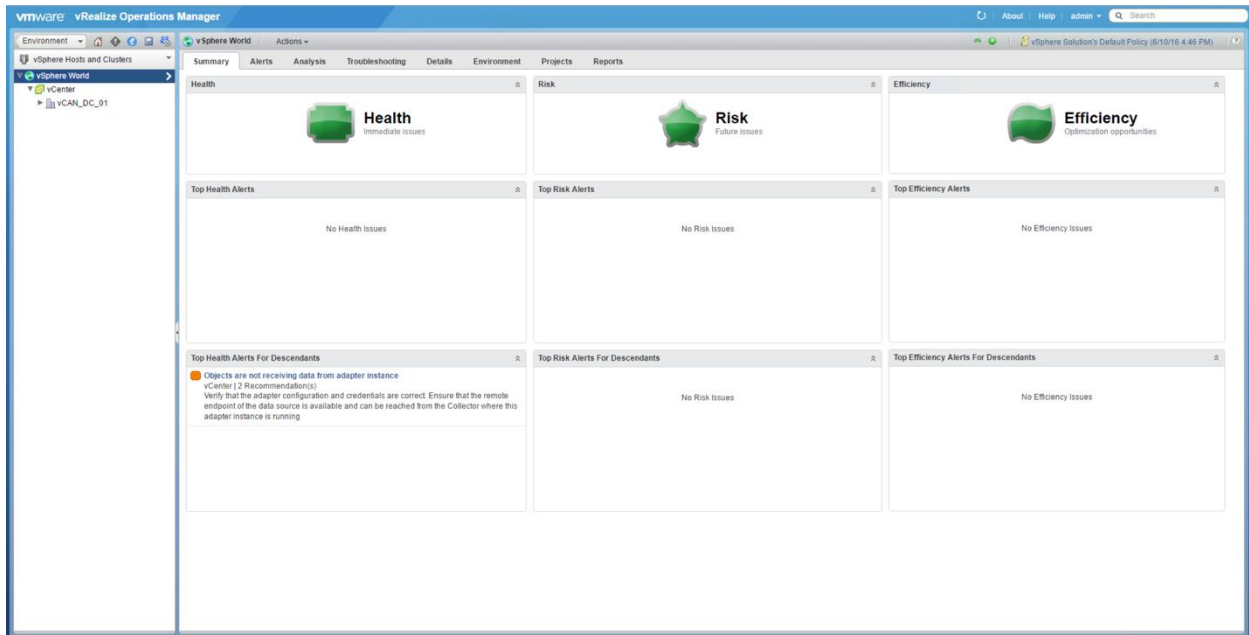 vmware vRealize Operations Manager
About Help admin Search
Environment
vSphere World Actions
vSphere Solution's Default Policy (6/10/16 4:46 PM)
vSphere Hosts and Clusters
Summary Alerts Analysis Troubleshooting Details Environment Projects Reports
vSphere World
vCenter
vCAN_DC_01
Health
Health
Immediate issues
Risk
Risk
Future issues
Efficiency
Efficiency
Optimization opportunities
Top Health Alerts
No Health Issues
Top Risk Alerts
No Risk Issues
Top Efficiency Alerts
No Efficiency Issues
Top Health Alerts For Descendants
Objects are not receiving data from adapter instance
vCenter | 2 Recommendation(s)
Verify that the adapter configuration and credentials are correct. Ensure that the remote
endpoint of the data source is available and can be reached from the Collector where this
adapter instance is running
Top Risk Alerts For Descendants
No Risk Issues
Top Efficiency Alerts For Descendants
No Efficiency Issues